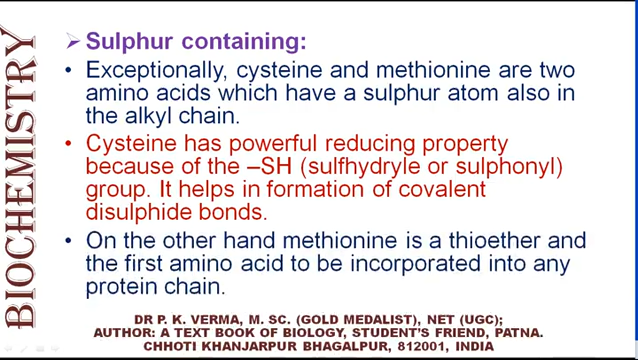 BIOCHEMISTRY
Sulphur containing:
Exceptionally, cysteine and methionine are two
amino acids which have a sulphur atom also in
the alkyl chain.
Cysteine has powerful reducing property
because of the –SH (sulfhydryle or sulphonyl)
group. It helps in formation of covalent
disulphide bonds.
On the other hand methionine is a thioether and
the first amino acid to be incorporated into any
protein chain.
DR P. K. VERMA, M. SC. (GOLD MEDALIST), NET (UGC);
AUTHOR: A TEXT BOOK OF BIOLOGY, STUDENT'S FRIEND, PATNA.
CHHOTI KHANJARPUR BHAGALPUR, 812001, INDIA